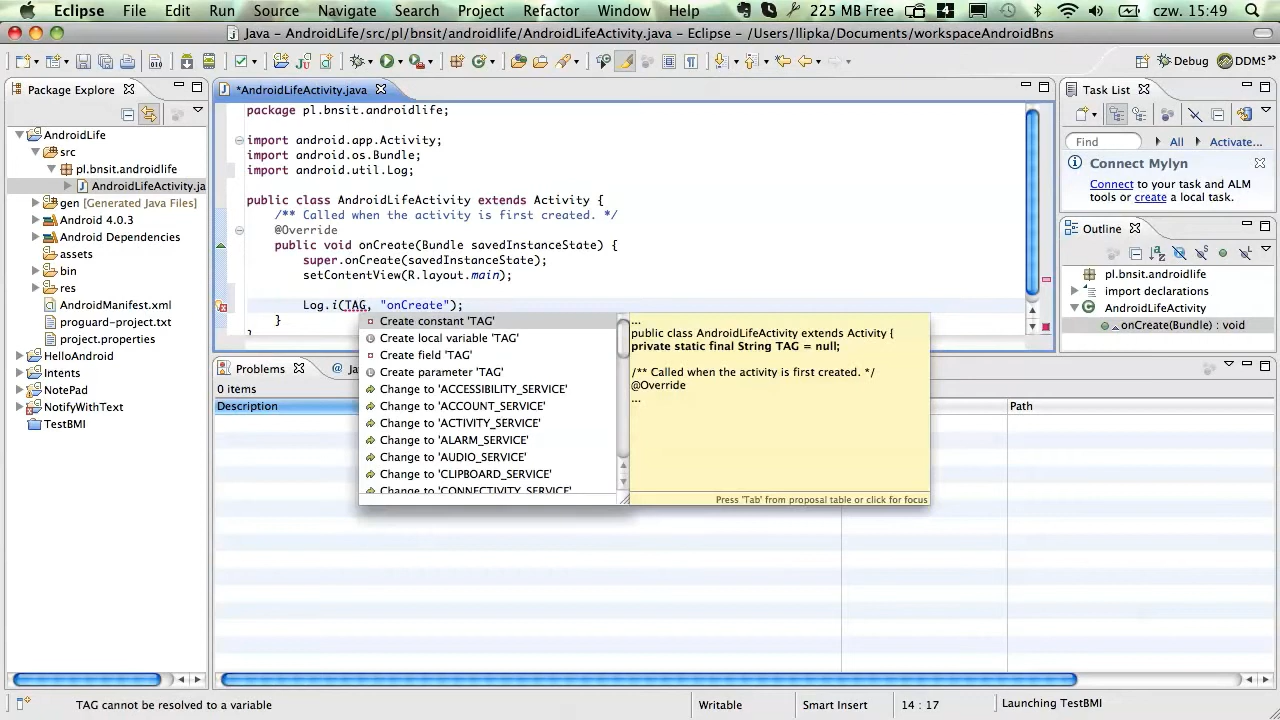 Eclipse File Edit Run Source Navigate Search Project Refactor Window Help 225 MB Free czw. 15:49
Java – AndroidLife/src/pl/bnsit/androidlife/AndroidLifeActivity.java – Eclipse – /Users/llipka/Documents/workspaceAndroidBns
Debug DDMS »
Package Explore
AndroidLife
src
pl.bnsit.androidlife
AndroidLifeActivity.ja
gen [Generated Java Files]
Android 4.0.3
Android Dependencies
assets
bin
res
AndroidManifest.xml
proguard-project.txt
project.properties
HelloAndroid
Intents
NotePad
NotifyWithText
TestBMI
*AndroidLifeActivity.java
package pl.bnsit.androidlife;
import android.app.Activity;
import android.os.Bundle;
import android.util.Log;
public class AndroidLifeActivity extends Activity {
/** Called when the activity is first created. */
@Override
public void onCreate(Bundle savedInstanceState) {
super.onCreate(savedInstanceState);
setContentView(R.layout.main);
Log.i(TAG, "onCreate");
}
Create constant 'TAG'
Create local variable 'TAG'
Create field 'TAG'
Create parameter 'TAG'
Change to 'ACCESSIBILITY_SERVICE'
Change to 'ACCOUNT_SERVICE'
Change to 'ACTIVITY_SERVICE'
Change to 'ALARM_SERVICE'
Change to 'AUDIO_SERVICE'
Change to 'CLIPBOARD_SERVICE'
Change to 'CONNECTIVITY_SERVICE'
...
public class AndroidLifeActivity extends Activity {
private static final String TAG = null;
/** Called when the activity is first created. */
@Override
...
Press 'Tab' from proposal table or click for focus
Problems @ Ja
0 items
Description
Path
Task List
Find All Activate...
Connect Mylyn
Connect to your task and ALM
tools or create a local task.
Outline
pl.bnsit.androidlife
import declarations
AndroidLifeActivity
onCreate(Bundle) : void
TAG cannot be resolved to a variable Writable Smart Insert 14 : 17 Launching TestBMI